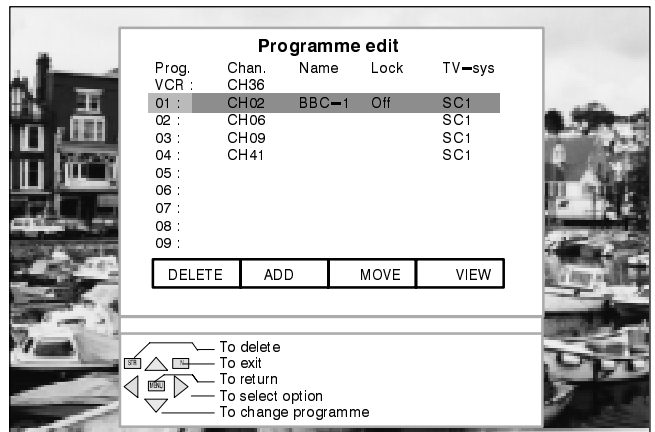 Programme edit
Prog. Chan. Name Lock TV-sys
VCR : CH36
01 : CH02 BBC-1 Off SC1
02 : CH06 SC1
03 : CH09 SC1
04 : CH41 SC1
05 :
06 :
07 :
08 :
09 :
DELETE ADD MOVE VIEW
To delete
STR N To exit
MENU To return
To select option
To change programme